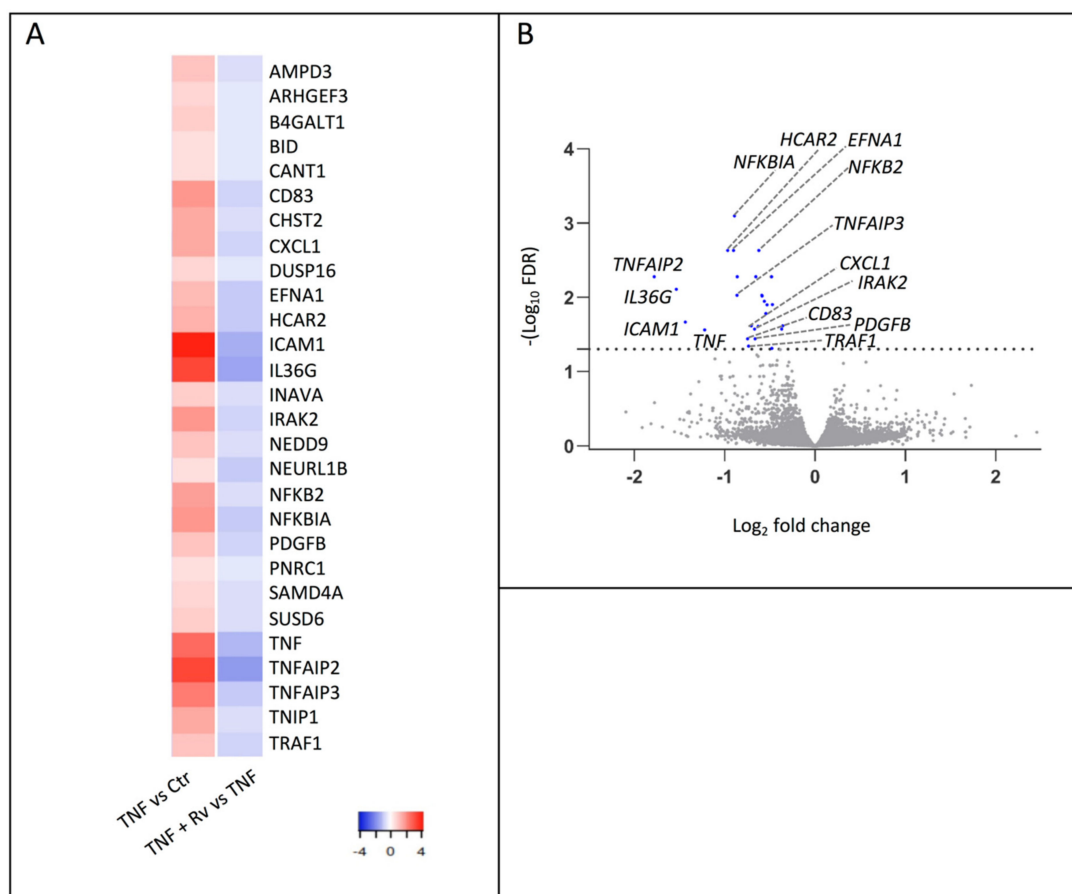 A
AMPD3
ARHGEF3
B4GALT1
BID
CANT1
CD83
CHST2
CXCL1
DUSP16
EFNA1
HCAR2
ICAM1
IL36G
INAVA
IRAK2
NEDD9
NEURL1B
NFKB2
NFKBIA
PDGFB
PNRC1
SAMD4A
SUSD6
TNF
TNFAIP2
TNFAIP3
TNIP1
TRAF1
TNF vs Ctr
TNF + Rv vs TNF
-4 0 4
B
HCAR2
EFNA1
NFKBIA
NFKB2
TNFAIP3
TNFAIP2
CXCL1
IL36G
IRAK2
ICAM1
CD83
TNF
PDGFB
TRAF1
4
3
2
1
0
-(Log₁₀ FDR)
-2 -1 0 1 2
Log₂ fold change